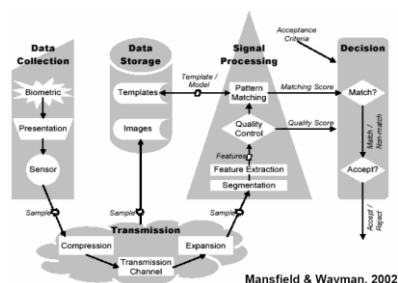 Data
Collection
Biometric
Presentation
Sensor
Sample
Data
Storage
Templates
Images
Sample
Template /
Model
Signal
Processing
Pattern
Matching
Quality
Control
Features
Feature Extraction
Segmentation
Sample
Matching Score
Quality Score
Acceptance
Criteria
Decision
Match?
Match /
Non-match
Accept?
Accept /
Reject
Transmission
Compression
Transmission
Channel
Expansion
Mansfield & Wayman, 2002